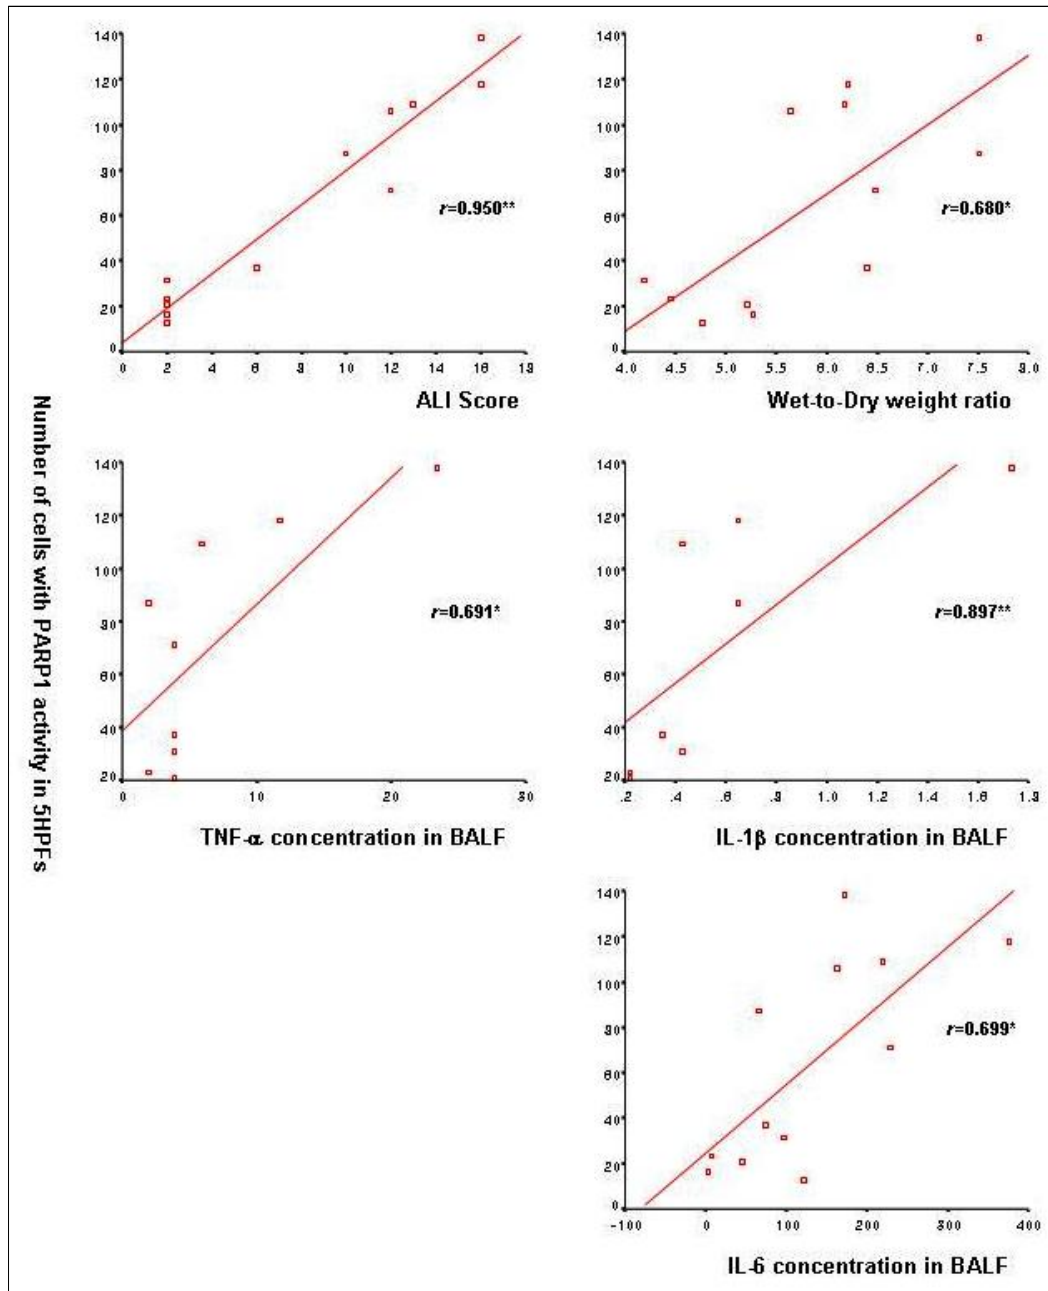 Number of cells with PARP1 activity in 5HPFs
140
120
100
80
60
40
20
0
r=0.950**
0 2 4 6 8 10 12 14 16 18
ALI Score
140
120
100
80
60
40
20
0
r=0.680*
4.0 4.5 5.0 5.5 6.0 6.5 7.0 7.5 8.0
Wet-to-Dry weight ratio
140
120
100
80
60
40
20
r=0.691*
0 10 20 30
TNF-α concentration in BALF
140
120
100
80
60
40
20
r=0.897**
.2 .4 .6 .8 1.0 1.2 1.4 1.6 1.8
IL-1β concentration in BALF
140
120
100
80
60
40
20
0
r=0.699*
-100 0 100 200 300 400
IL-6 concentration in BALF